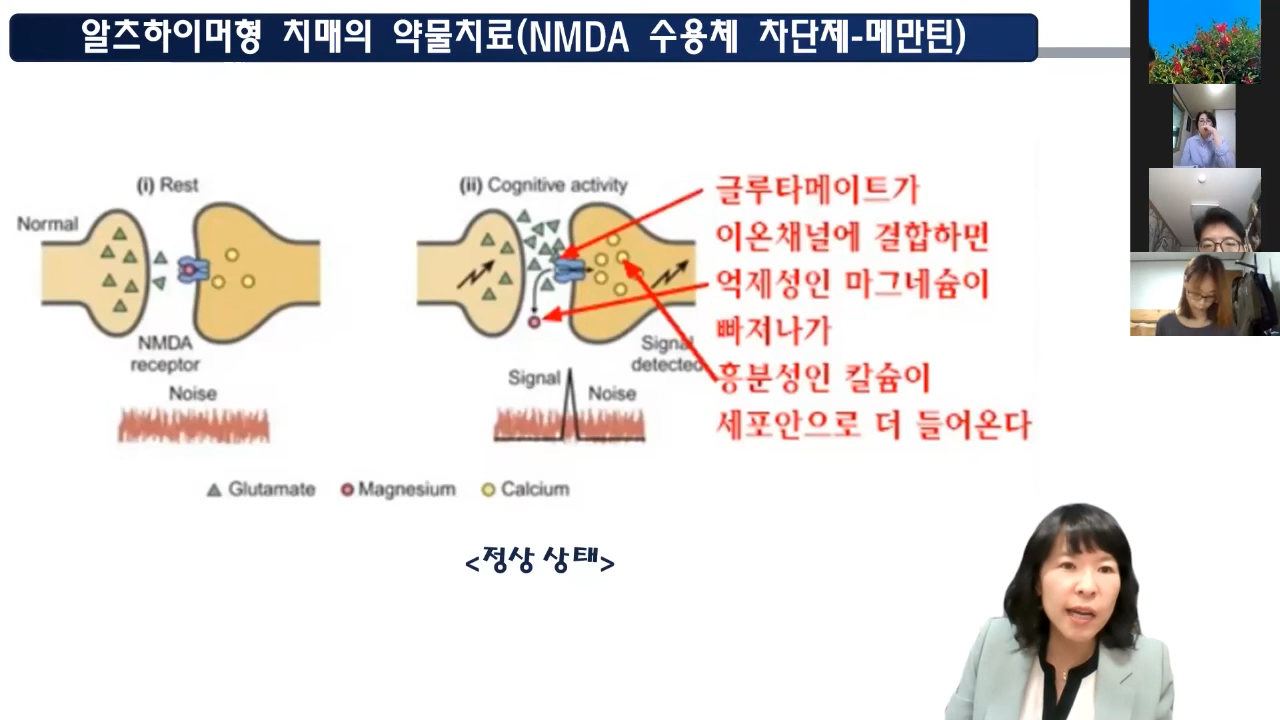 알츠하이머형 치매의 약물치료(NMDA 수용체 차단제-메만틴)
(i) Rest
(ii) Cognitive activity
Normal
NMDA
receptor
Signal
detected
Noise
Signal
Noise
글루타메이트가
이온채널에 결합하면
억제성인 마그네슘이
빠져나가
흥분성인 칼슘이
세포안으로 더 들어온다
Glutamate
Magnesium
Calcium
<정상 상태>